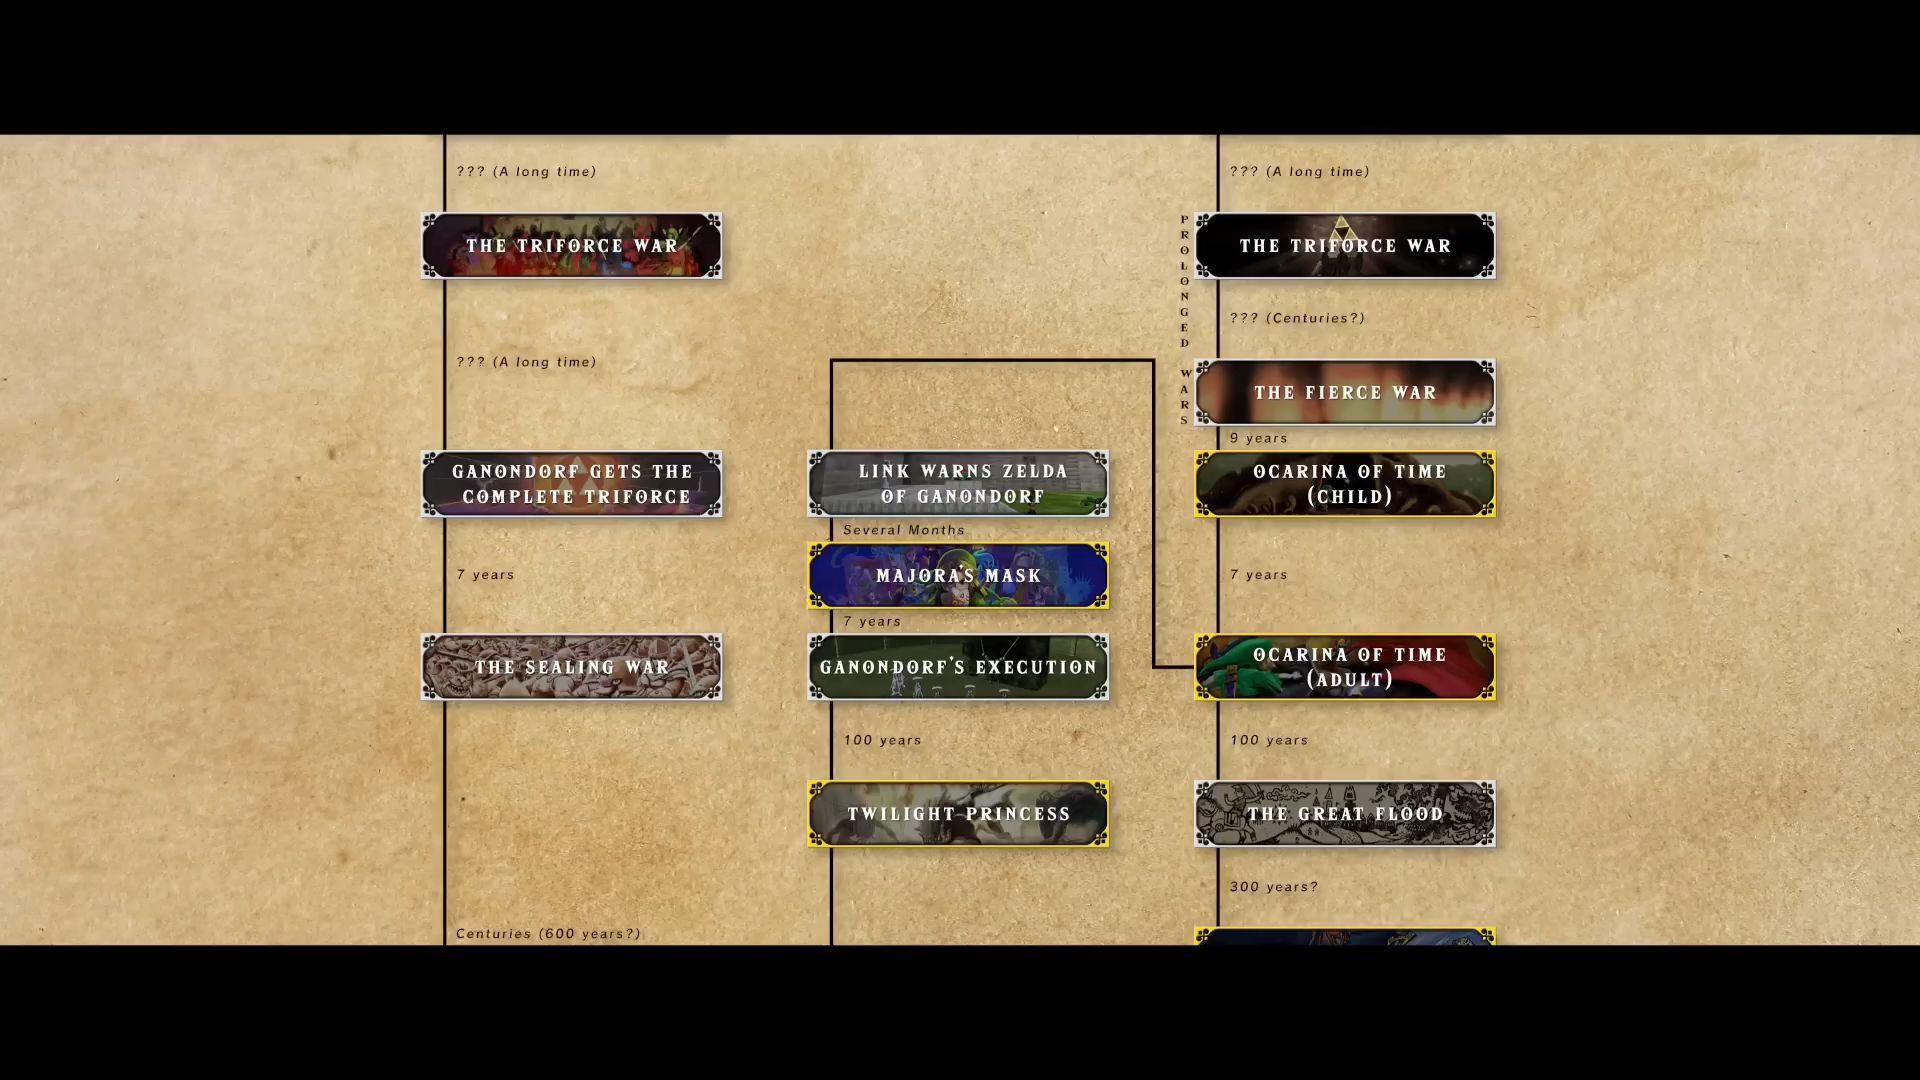 ??? (A long time)
THE TRIFORCE WAR
??? (A long time)
GANONDORF GETS THE
COMPLETE TRIFORCE
7 years
THE SEALING WAR
Centuries (600 years?)
LINK WARNS ZELDA
OF GANONDORF
Several Months
MAJORA'S MASK
7 years
GANONDORF'S EXECUTION
100 years
TWILIGHT PRINCESS
??? (A long time)
PROLONGED WARS
THE TRIFORCE WAR
??? (Centuries?)
THE FIERCE WAR
9 years
OCARINA OF TIME
(CHILD)
7 years
OCARINA OF TIME
(ADULT)
100 years
THE GREAT FLOOD
300 years?